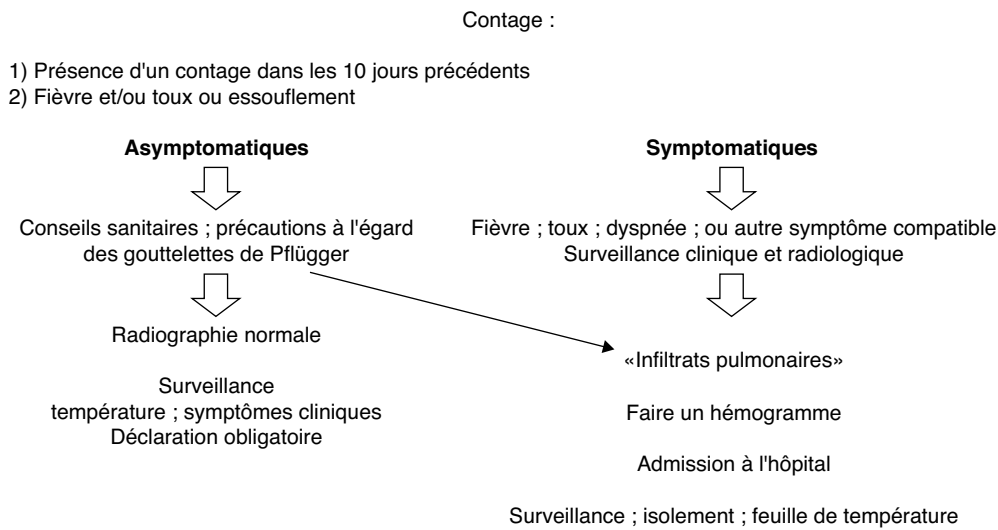 Contage :
1) Présence d'un contage dans les 10 jours précédents
2) Fièvre et/ou toux ou essouflement
Asymptomatiques
Conseils sanitaires ; précautions à l'égard
des gouttelettes de Pflügger
Radiographie normale
Surveillance
température ; symptômes cliniques
Déclaration obligatoire
Symptomatiques
Fièvre ; toux ; dyspnée ; ou autre symptôme compatible
Surveillance clinique et radiologique
«Infiltrats pulmonaires»
Faire un hémogramme
Admission à l'hôpital
Surveillance ; isolement ; feuille de température